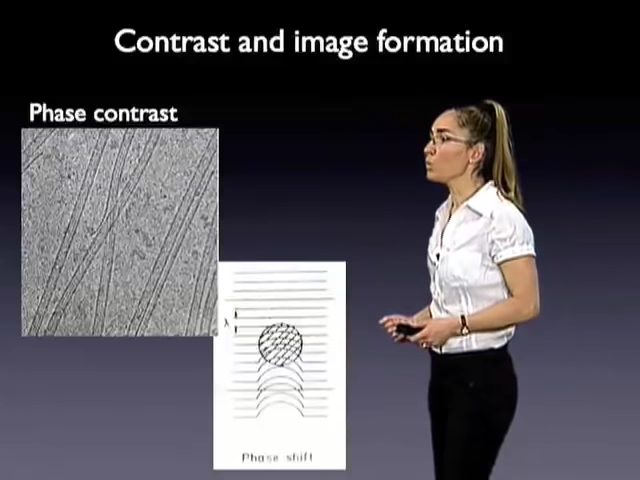 Contrast and image formation
Phase contrast
λ
Phase shift